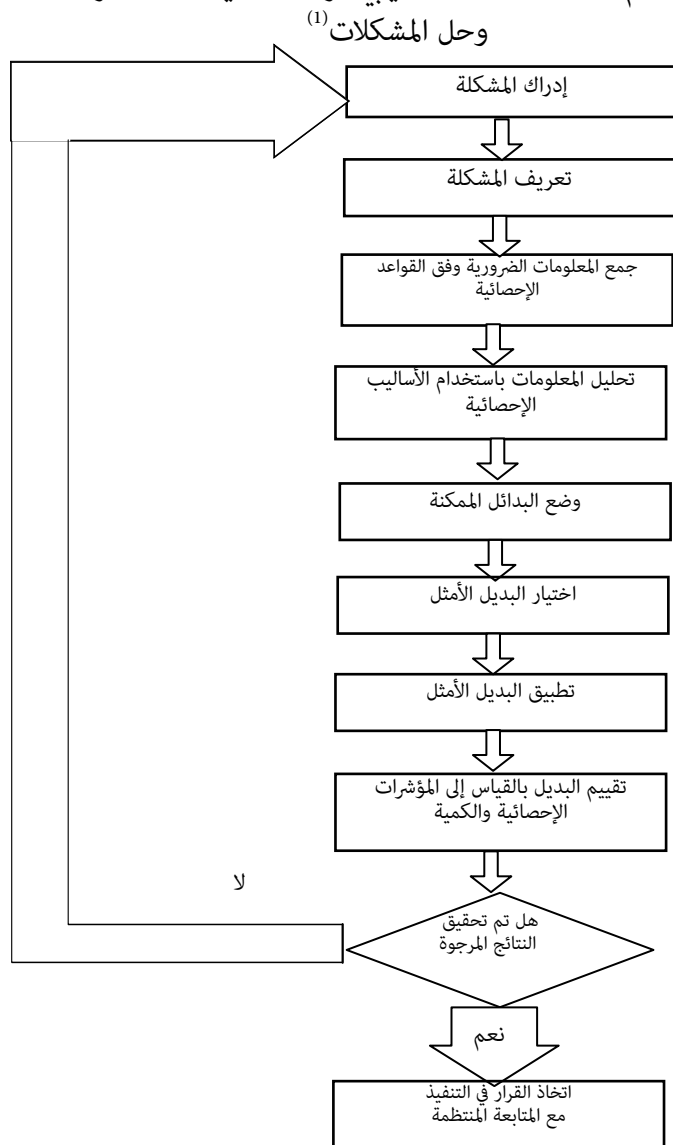 وحل المشكلات (1)
إدراك المشكلة
تعريف المشكلة
جمع المعلومات الضرورية وفق القواعد
الإحصائية
تحليل المعلومات باستخدام الأساليب
الإحصائية
وضع البدائل الممكنة
اختيار البديل الأمثل
تطبيق البديل الأمثل
تقييم البديل بالقياس إلى المؤشرات
الإحصائية والكمية
لا
هل تم تحقيق
النتائج المرجوة
نعم
اتخاذ القرار في التنفيذ
مع المتابعة المنتظمة